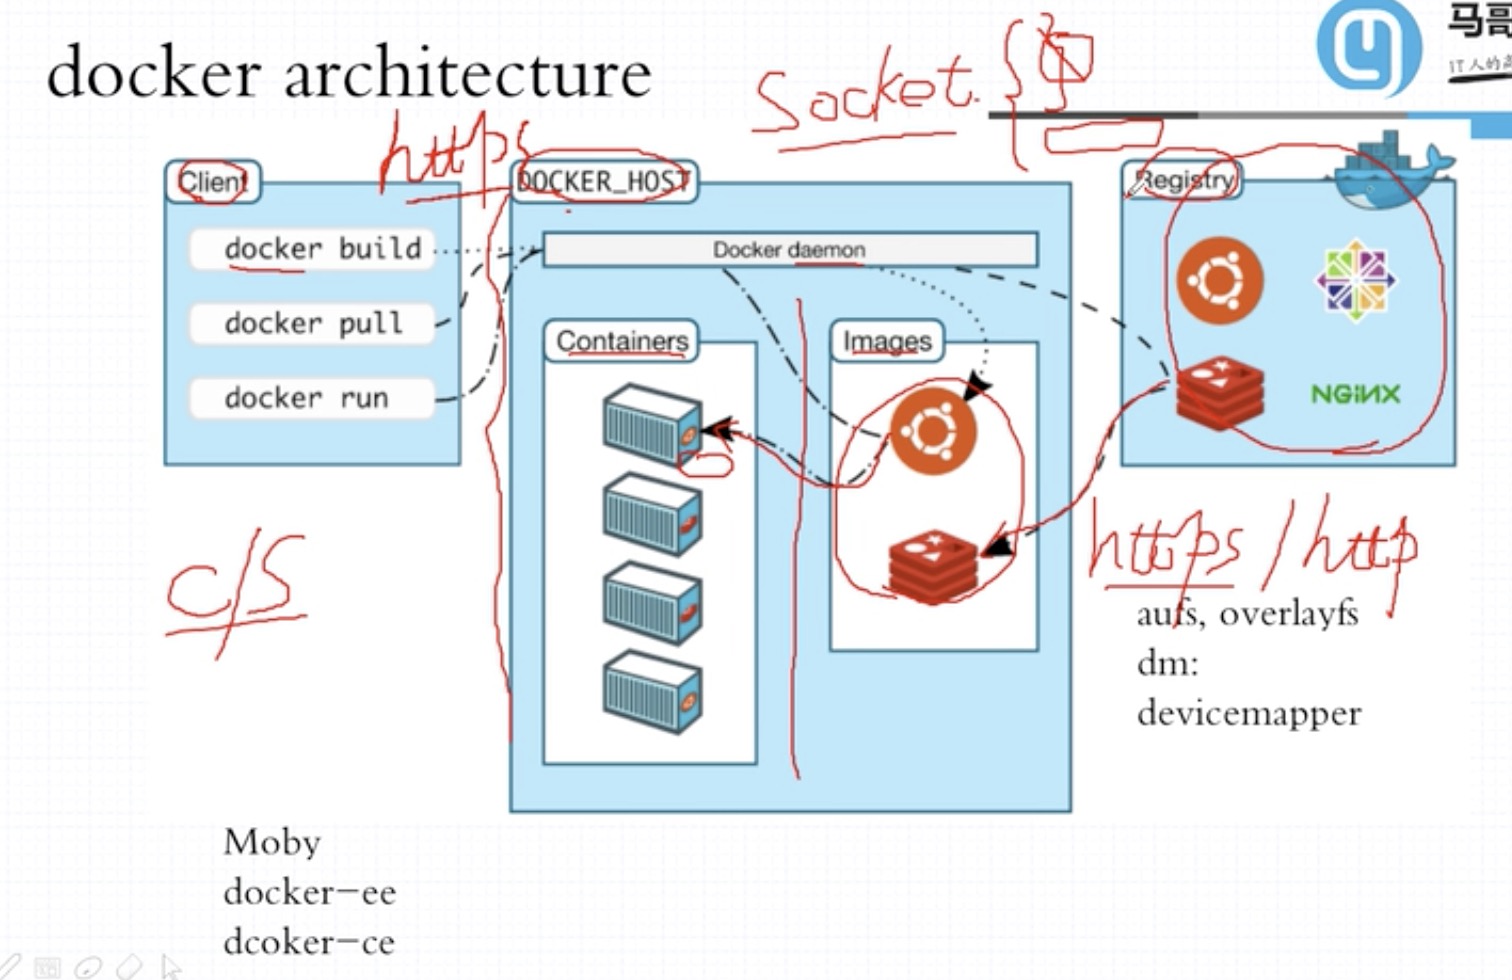 docker architecture
马哥
IT人的高
Socket {
https
Client
DOCKER_HOST
Registry
docker build
Docker daemon
docker pull
Containers
Images
docker run
NGiNX
https/http
c/s
aufs, overlayfs
dm:
devicemapper
Moby
docker-ee
dcoker-ce